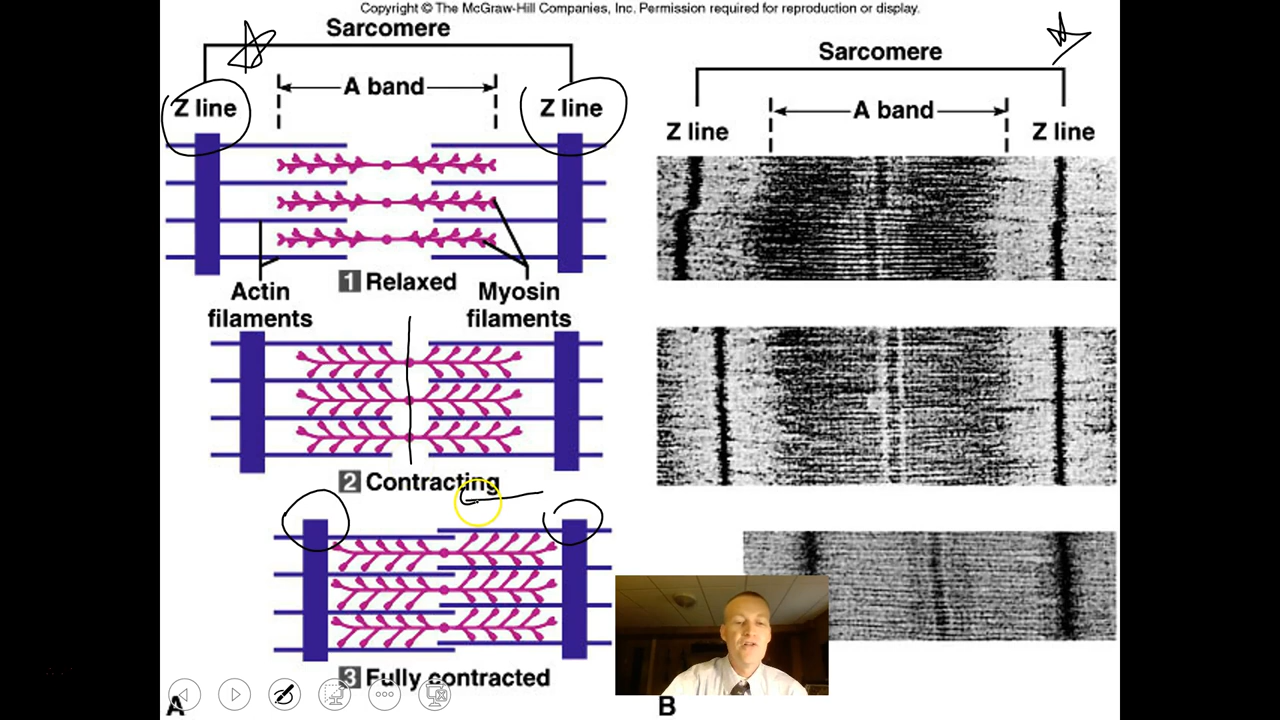 Copyright © The McGraw-Hill Companies, Inc. Permission required for reproduction or display.
Sarcomere
A band
Z line
Z line
Actin
filaments
1 Relaxed
Myosin
filaments
2 Contracting
3 Fully contracted
A
Sarcomere
A band
Z line
Z line
B